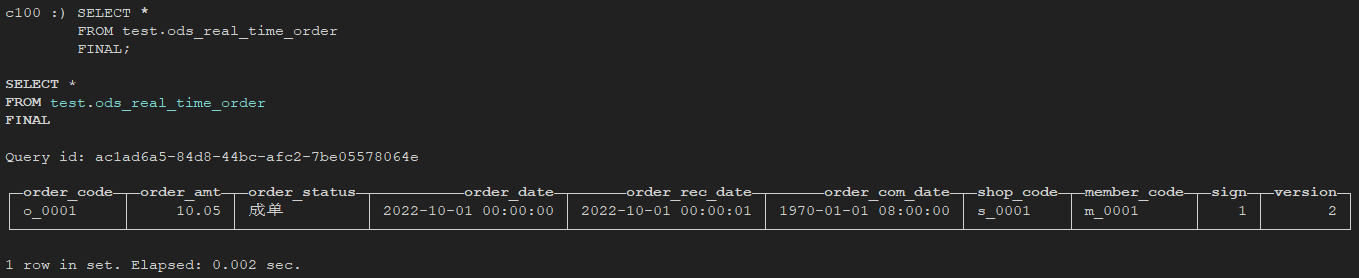 c100 :) SELECT *
FROM test.ods_real_time_order
FINAL;
SELECT *
FROM test.ods_real_time_order
FINAL
Query id: ac1ad6a5-84d8-44bc-afc2-7be05578064e
order_code order_amt order_status order_date order_rec_date order_com_date shop_code member_code sign version
o_0001 10.05 成单 2022-10-01 00:00:00 2022-10-01 00:00:01 1970-01-01 08:00:00 s_0001 m_0001 1 2
1 row in set. Elapsed: 0.002 sec.